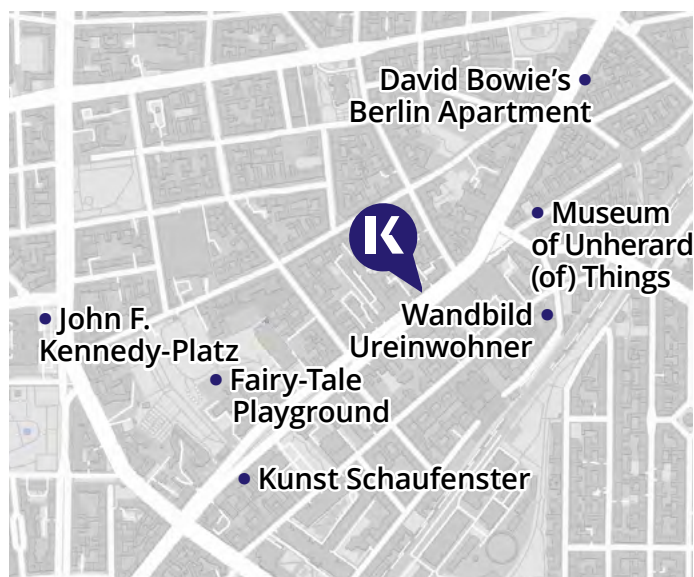 David Bowie's
Berlin Apartment
Museum
of Unherard
(of) Things
K
Wandbild
Ureinwohner
John F.
Kennedy-Platz
Fairy-Tale
Playground
Kunst Schaufenster